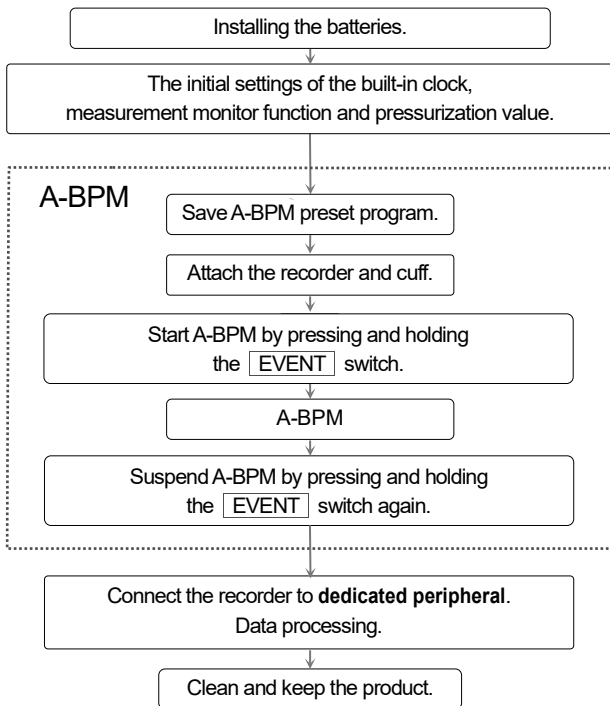 Installing the batteries.
The initial settings of the built-in clock,
measurement monitor function and pressurization value.
A-BPM
Save A-BPM preset program.
Attach the recorder and cuff.
Start A-BPM by pressing and holding
the EVENT switch.
A-BPM
Suspend A-BPM by pressing and holding
the EVENT switch again.
Connect the recorder to dedicated peripheral.
Data processing.
Clean and keep the product.